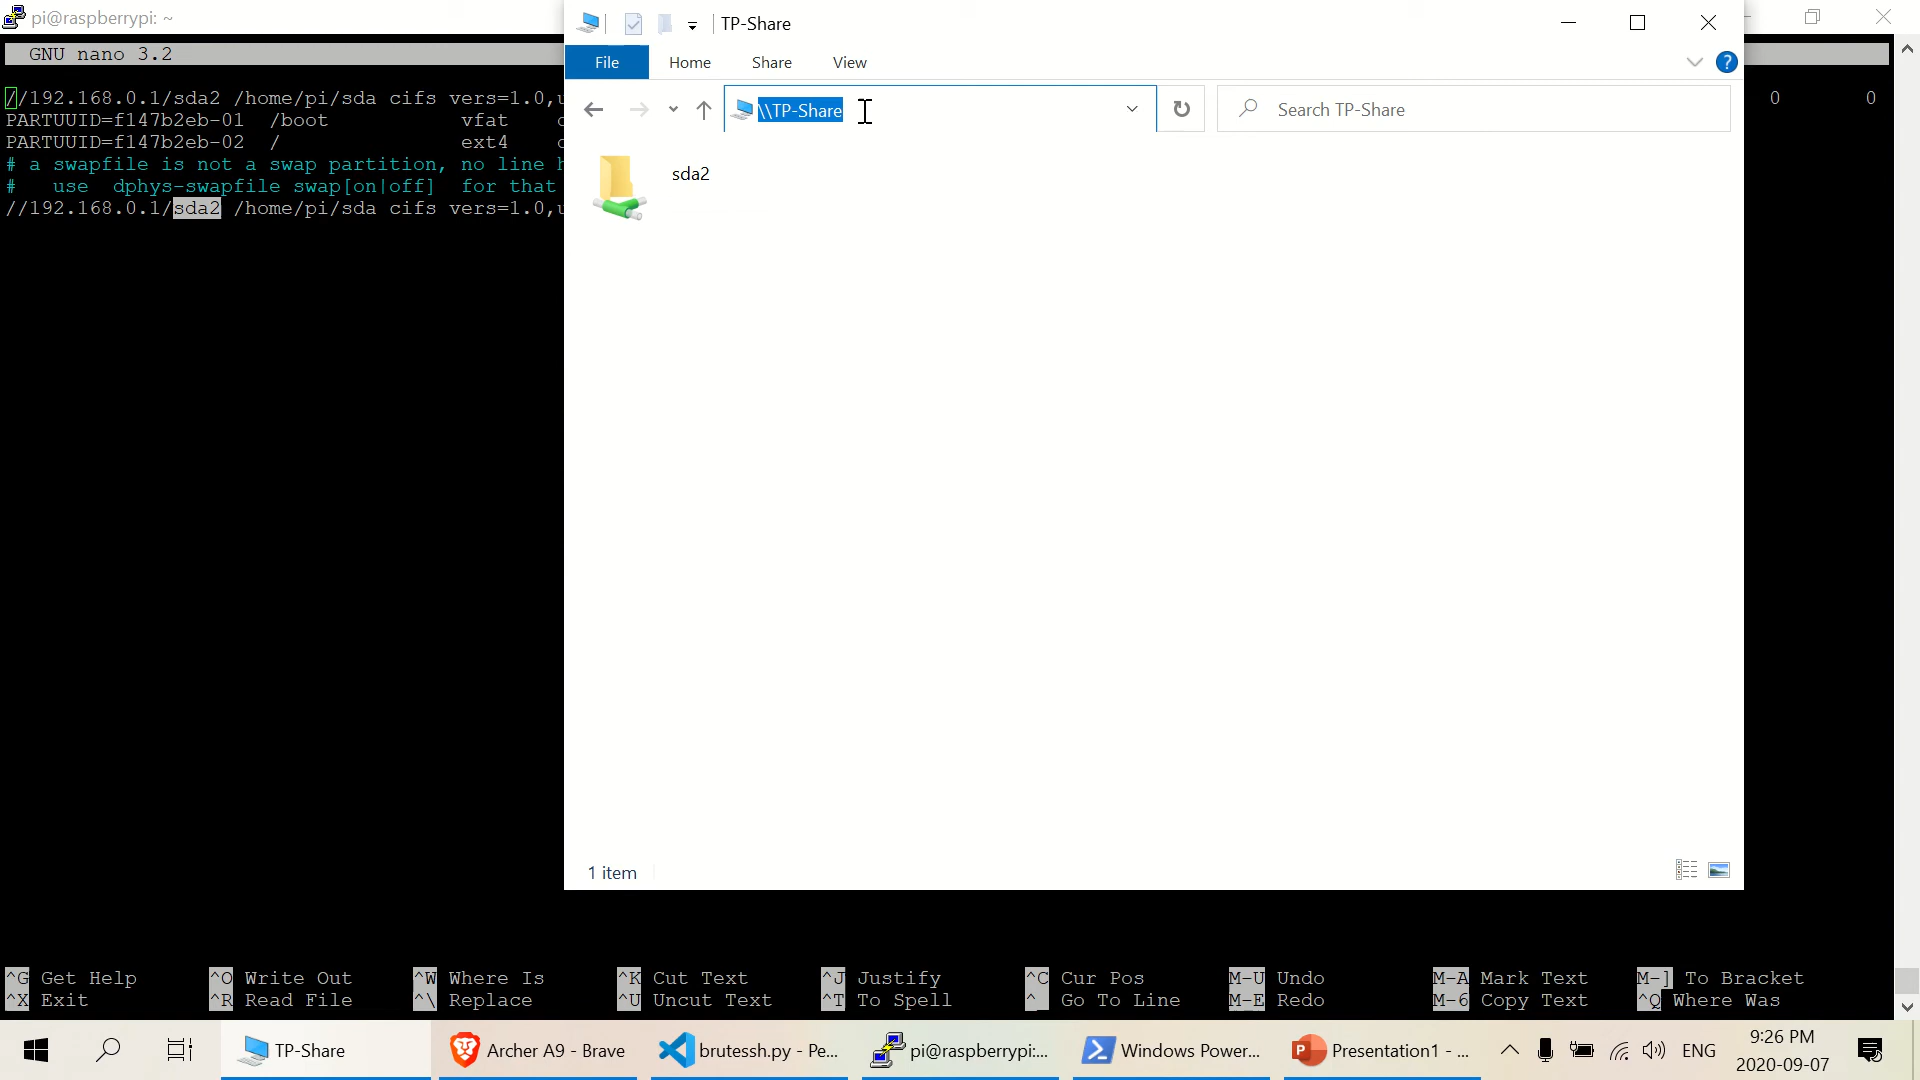 pi@raspberrypi: ~
GNU nano 3.2
//192.168.0.1/sda2 /home/pi/sda cifs vers=1.0,u
0 0
PARTUUID=f147b2eb-01 /boot vfat
PARTUUID=f147b2eb-02 / ext4
# a swapfile is not a swap partition, no line h
# use dphys-swapfile swap[on|off] for that
//192.168.0.1/sda2 /home/pi/sda cifs vers=1.0,u
TP-Share
File Home Share View
?
\\TP-Share
Search TP-Share
sda2
1 item
^G Get Help ^O Write Out ^W Where Is ^K Cut Text ^J Justify ^C Cur Pos M-U Undo M-A Mark Text M-] To Bracket
^X Exit ^R Read File ^\ Replace ^U Uncut Text ^T To Spell ^_ Go To Line M-E Redo M-6 Copy Text ^Q Where Was
TP-Share Archer A9 - Brave brutessh.py - Pe... pi@raspberrypi:... Windows Power... Presentation1 - ... ENG
9:26 PM
2020-09-07